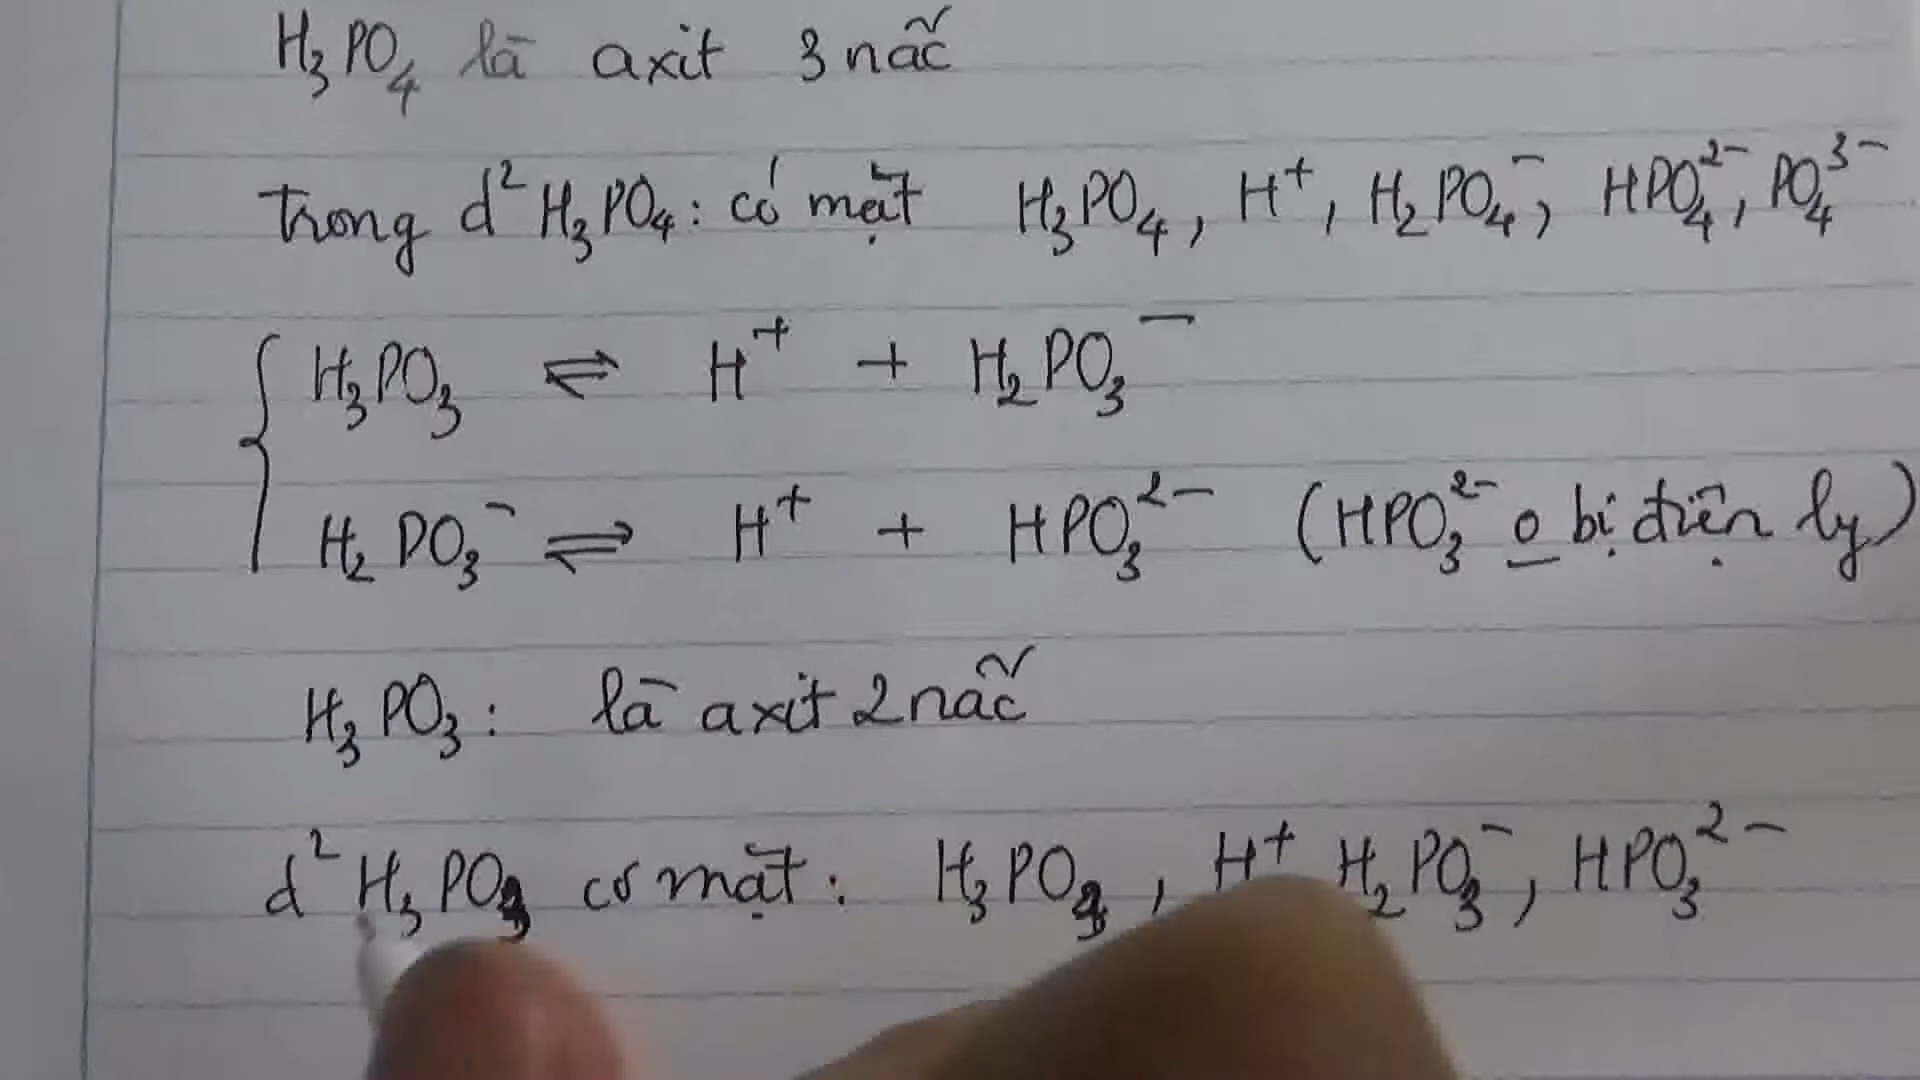 H₃PO₄ là axit 3 nấc
trong d² H₃PO₄: có mặt H₃PO₄, H⁺, H₂PO₄⁻, HPO₄²⁻, PO₄³⁻
H₃PO₃ ⇌ H⁺ + H₂PO₃⁻
H₂PO₃⁻ ⇌ H⁺ + HPO₃²⁻ (HPO₃²⁻ o bị điện ly)
H₃PO₃: là axit 2 nấc
d² H₃PO₃ có mặt: H₃PO₃, H⁺ H₂PO₃⁻, HPO₃²⁻